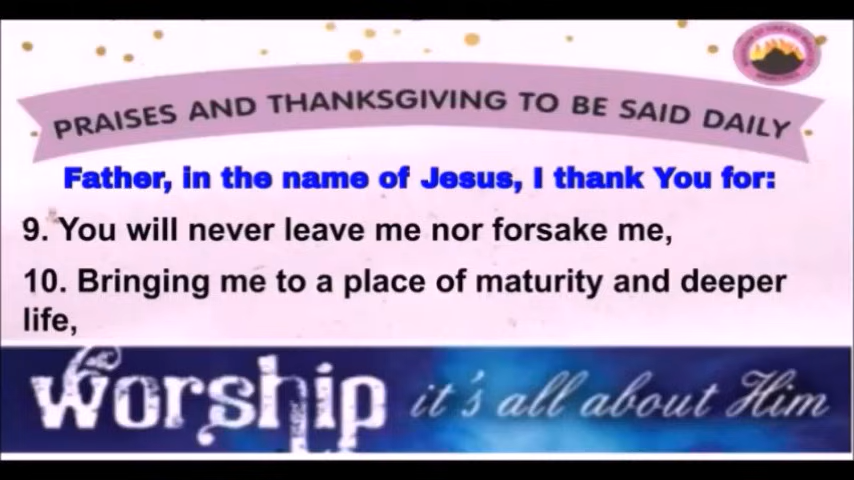 PRAISES AND THANKSGIVING TO BE SAID DAILY
Father, in the name of Jesus, I thank You for:
9. You will never leave me nor forsake me,
10. Bringing me to a place of maturity and deeper
life,
worship it's all about Him